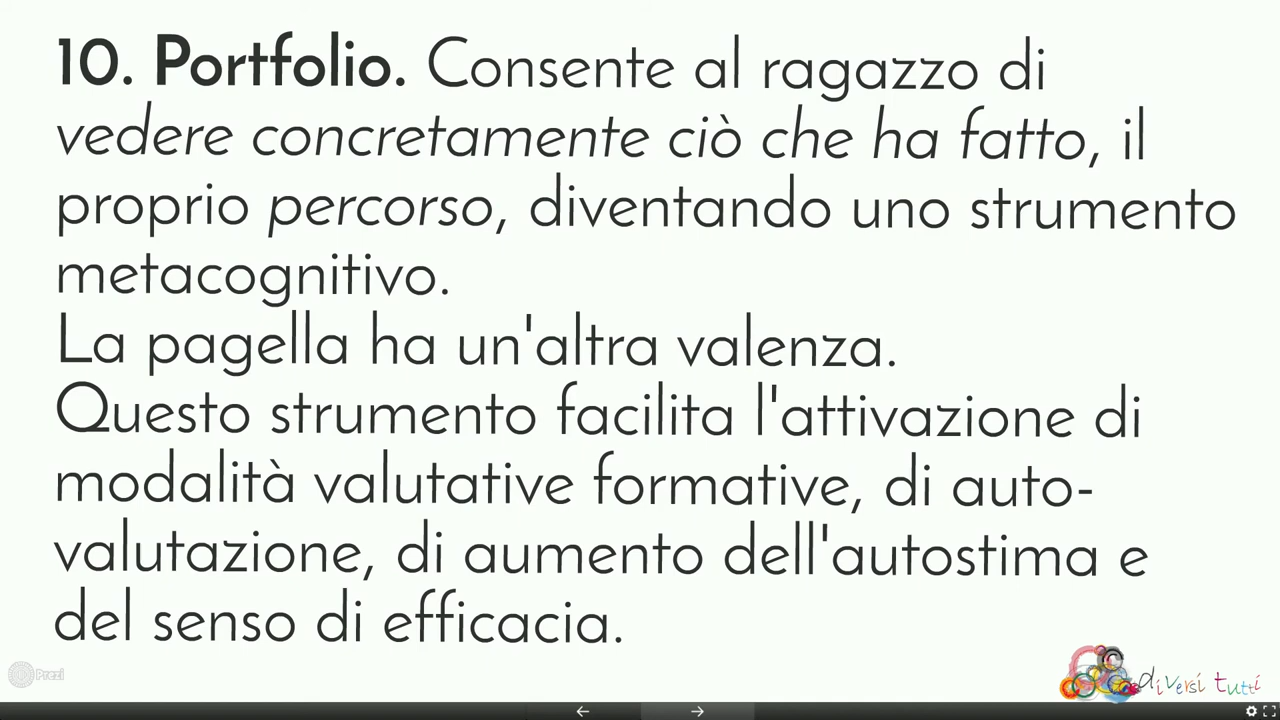 10. Portfolio. Consente al ragazzo di
vedere concretamente ciò che ha fatto, il
proprio percorso, diventando uno strumento
metacognitivo.
La pagella ha un'altra valenza.
Questo strumento facilita l'attivazione di
modalità valutative formative, di auto-
valutazione, di aumento dell'autostima e
del senso di efficacia.
Prezi
diversi tutti